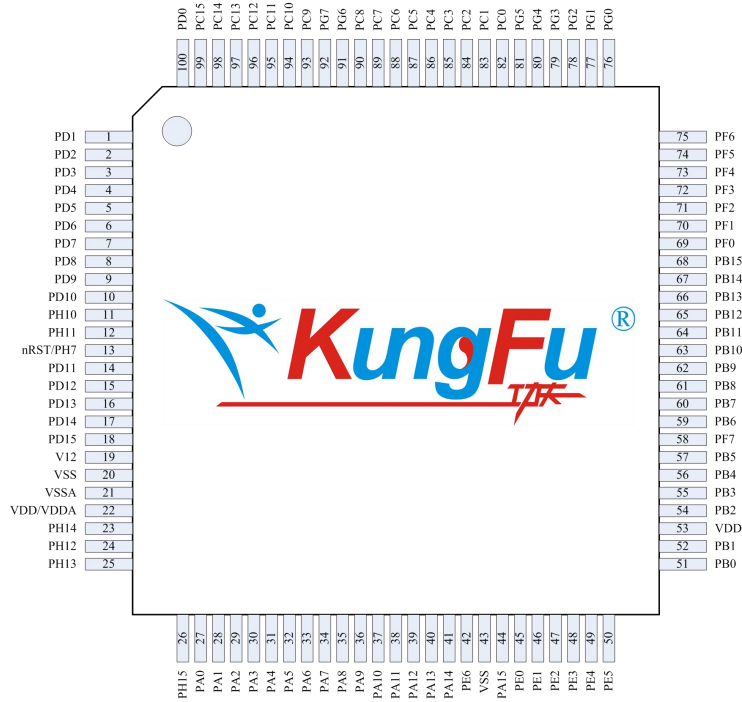 PD0 PC15 PC14 PC13 PC12 PC11 PC10 PC9 PG7 PG6 PC8 PC7 PC6 PC5 PC4 PC3 PC2 PC1 PC0 PG5 PG4 PG3 PG2 PG1 PG0
100 99 98 97 96 95 94 93 92 91 90 89 88 87 86 85 84 83 82 81 80 79 78 77 76
PD1 1 75 PF6
PD2 2 74 PF5
PD3 3 73 PF4
PD4 4 72 PF3
PD5 5 71 PF2
PD6 6 70 PF1
PD7 7 69 PF0
PD8 8 68 PB15
PD9 9 67 PB14
PD10 10 66 PB13
PH10 11 65 PB12
PH11 12 64 PB11
nRST/PH7 13 63 PB10
PD11 14 62 PB9
PD12 15 61 PB8
PD13 16 60 PB7
PD14 17 59 PB6
PD15 18 58 PF7
V12 19 57 PB5
VSS 20 56 PB4
VSSA 21 55 PB3
VDD/VDDA 22 54 PB2
PH14 23 53 VDD
PH12 24 52 PB1
PH13 25 51 PB0
KungFu ®
功夫
26 27 28 29 30 31 32 33 34 35 36 37 38 39 40 41 42 43 44 45 46 47 48 49 50
PH15 PA0 PA1 PA2 PA3 PA4 PA5 PA6 PA7 PA8 PA9 PA10 PA11 PA12 PA13 PA14 PE6 VSS PA15 PE0 PE1 PE2 PE3 PE4 PE5